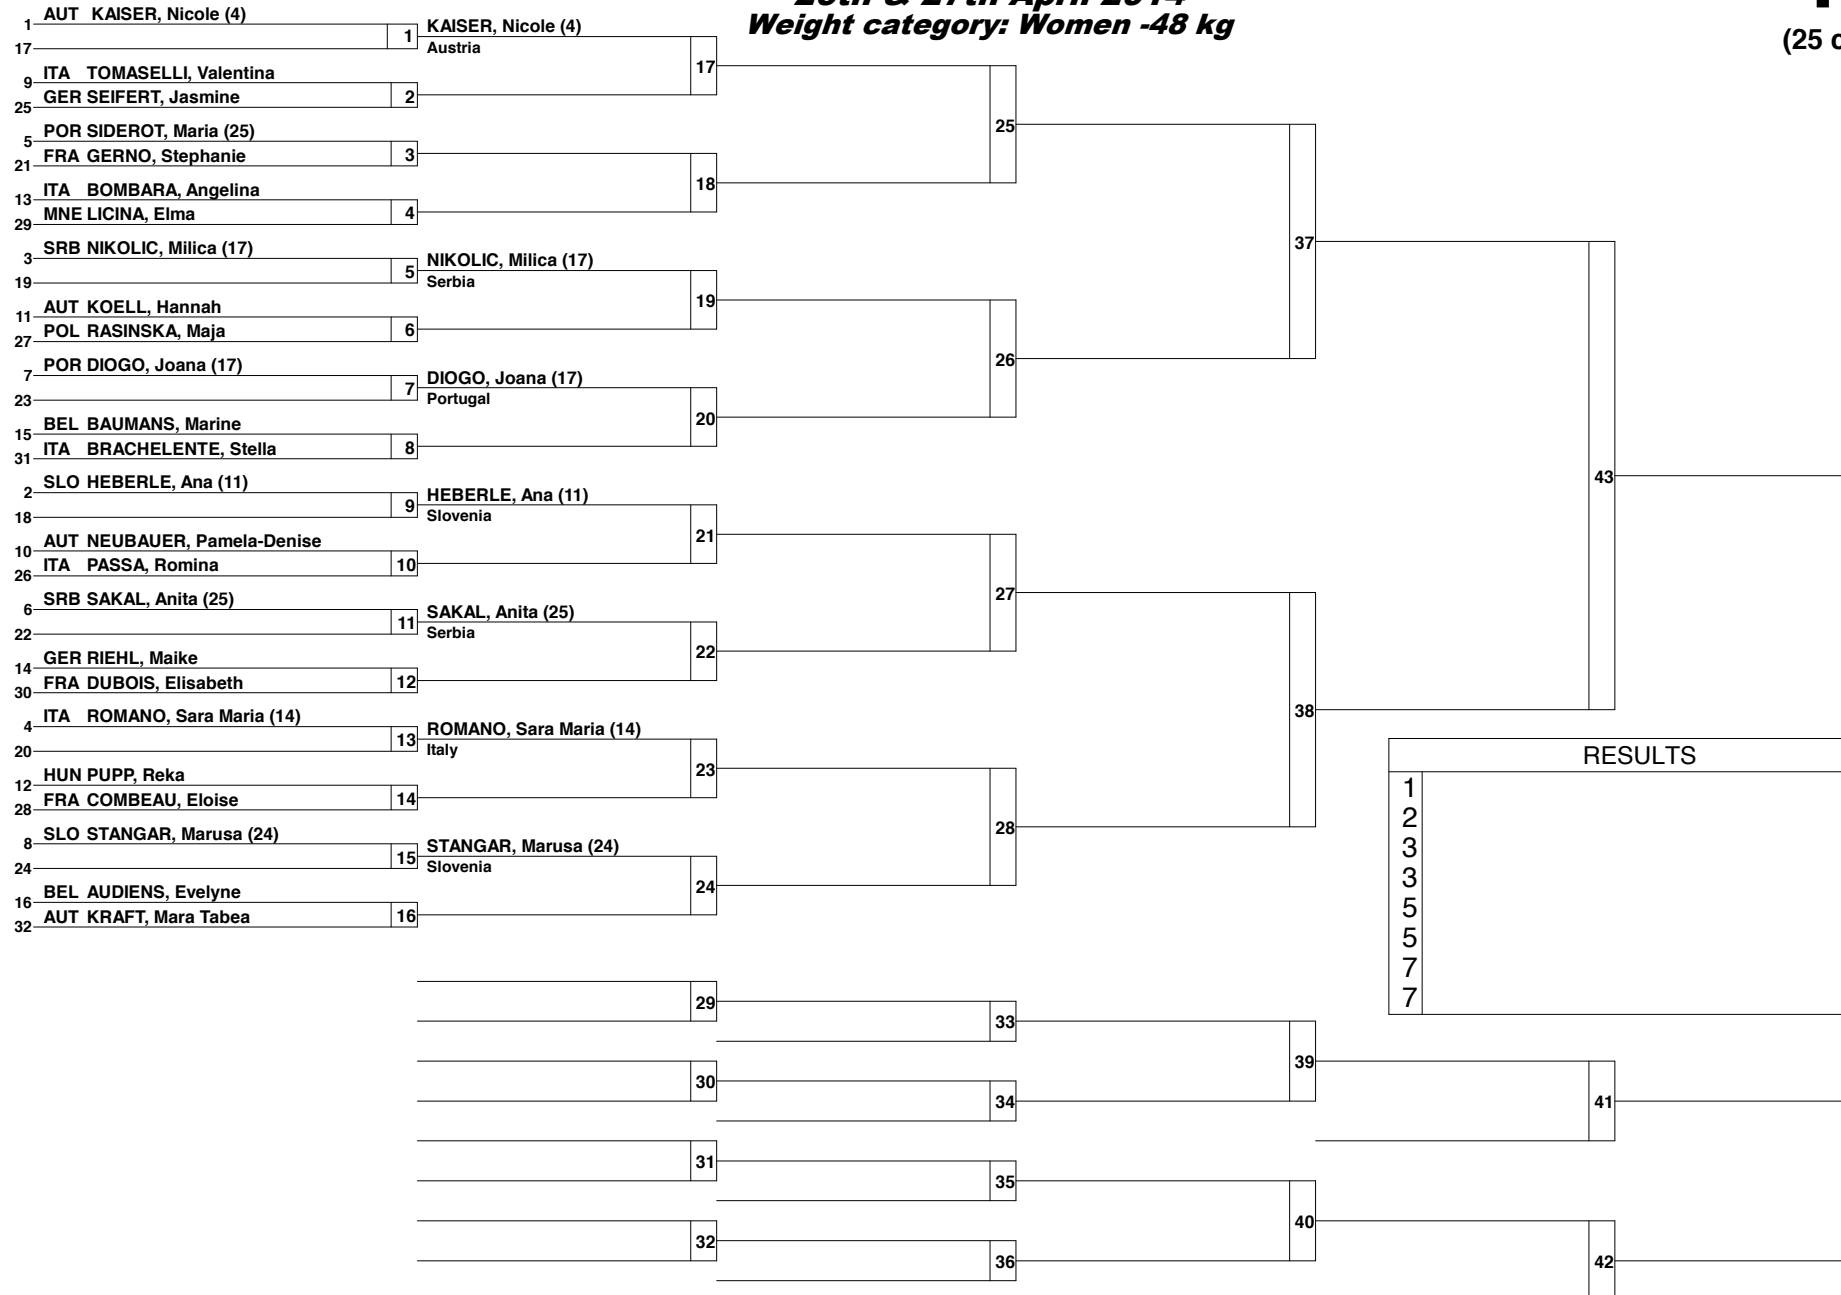 Weight category: Women -48 kg
(25
1 AUT KAISER, Nicole (4)
17
1 KAISER, Nicole (4)
Austria
17
9 ITA TOMASELLI, Valentina
25 GER SEIFERT, Jasmine
2
25
5 POR SIDEROT, Maria (25)
21 FRA GERNO, Stephanie
3
18
13 ITA BOMBARA, Angelina
29 MNE LICINA, Elma
4
37
3 SRB NIKOLIC, Milica (17)
19
5 NIKOLIC, Milica (17)
Serbia
19
11 AUT KOELL, Hannah
27 POL RASINSKA, Maja
6
26
7 POR DIOGO, Joana (17)
23
7 DIOGO, Joana (17)
Portugal
20
15 BEL BAUMANS, Marine
31 ITA BRACHELENTE, Stella
8
43
2 SLO HEBERLE, Ana (11)
18
9 HEBERLE, Ana (11)
Slovenia
21
10 AUT NEUBAUER, Pamela-Denise
26 ITA PASSA, Romina
10
27
6 SRB SAKAL, Anita (25)
22
11 SAKAL, Anita (25)
Serbia
22
14 GER RIEHL, Maike
30 FRA DUBOIS, Elisabeth
12
38
4 ITA ROMANO, Sara Maria (14)
20
13 ROMANO, Sara Maria (14)
Italy
23
12 HUN PUPP, Reka
28 FRA COMBEAU, Eloise
14
28
8 SLO STANGAR, Marusa (24)
24
15 STANGAR, Marusa (24)
Slovenia
24
16 BEL AUDIENS, Evelyne
32 AUT KRAFT, Mara Tabea
16
RESULTS
1
2
3
3
5
5
7
7
29
33
39
30
34
41
31
35
40
32
36
42